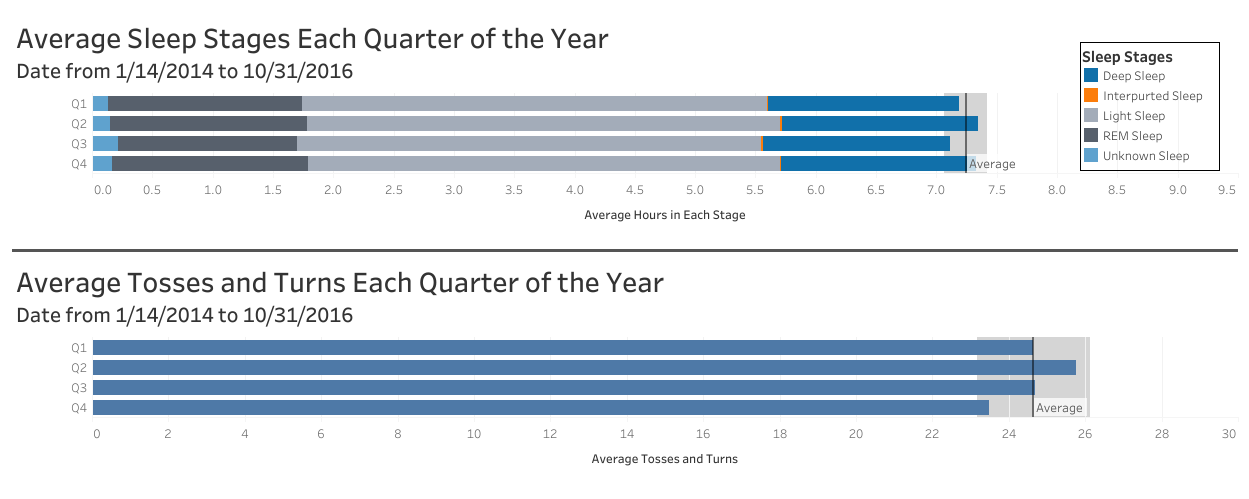 Average Sleep Stages Each Quarter of the Year
Date from 1/14/2014 to 10/31/2016
Sleep Stages
Deep Sleep
Interpurted Sleep
Light Sleep
REM Sleep
Unknown Sleep
Q1
Q2
Q3
Q4
Average
0.0 0.5 1.0 1.5 2.0 2.5 3.0 3.5 4.0 4.5 5.0 5.5 6.0 6.5 7.0 7.5 8.0 8.5 9.0 9.5
Average Hours in Each Stage
Average Tosses and Turns Each Quarter of the Year
Date from 1/14/2014 to 10/31/2016
Q1
Q2
Q3
Q4
Average
0 2 4 6 8 10 12 14 16 18 20 22 24 26 28 30
Average Tosses and Turns